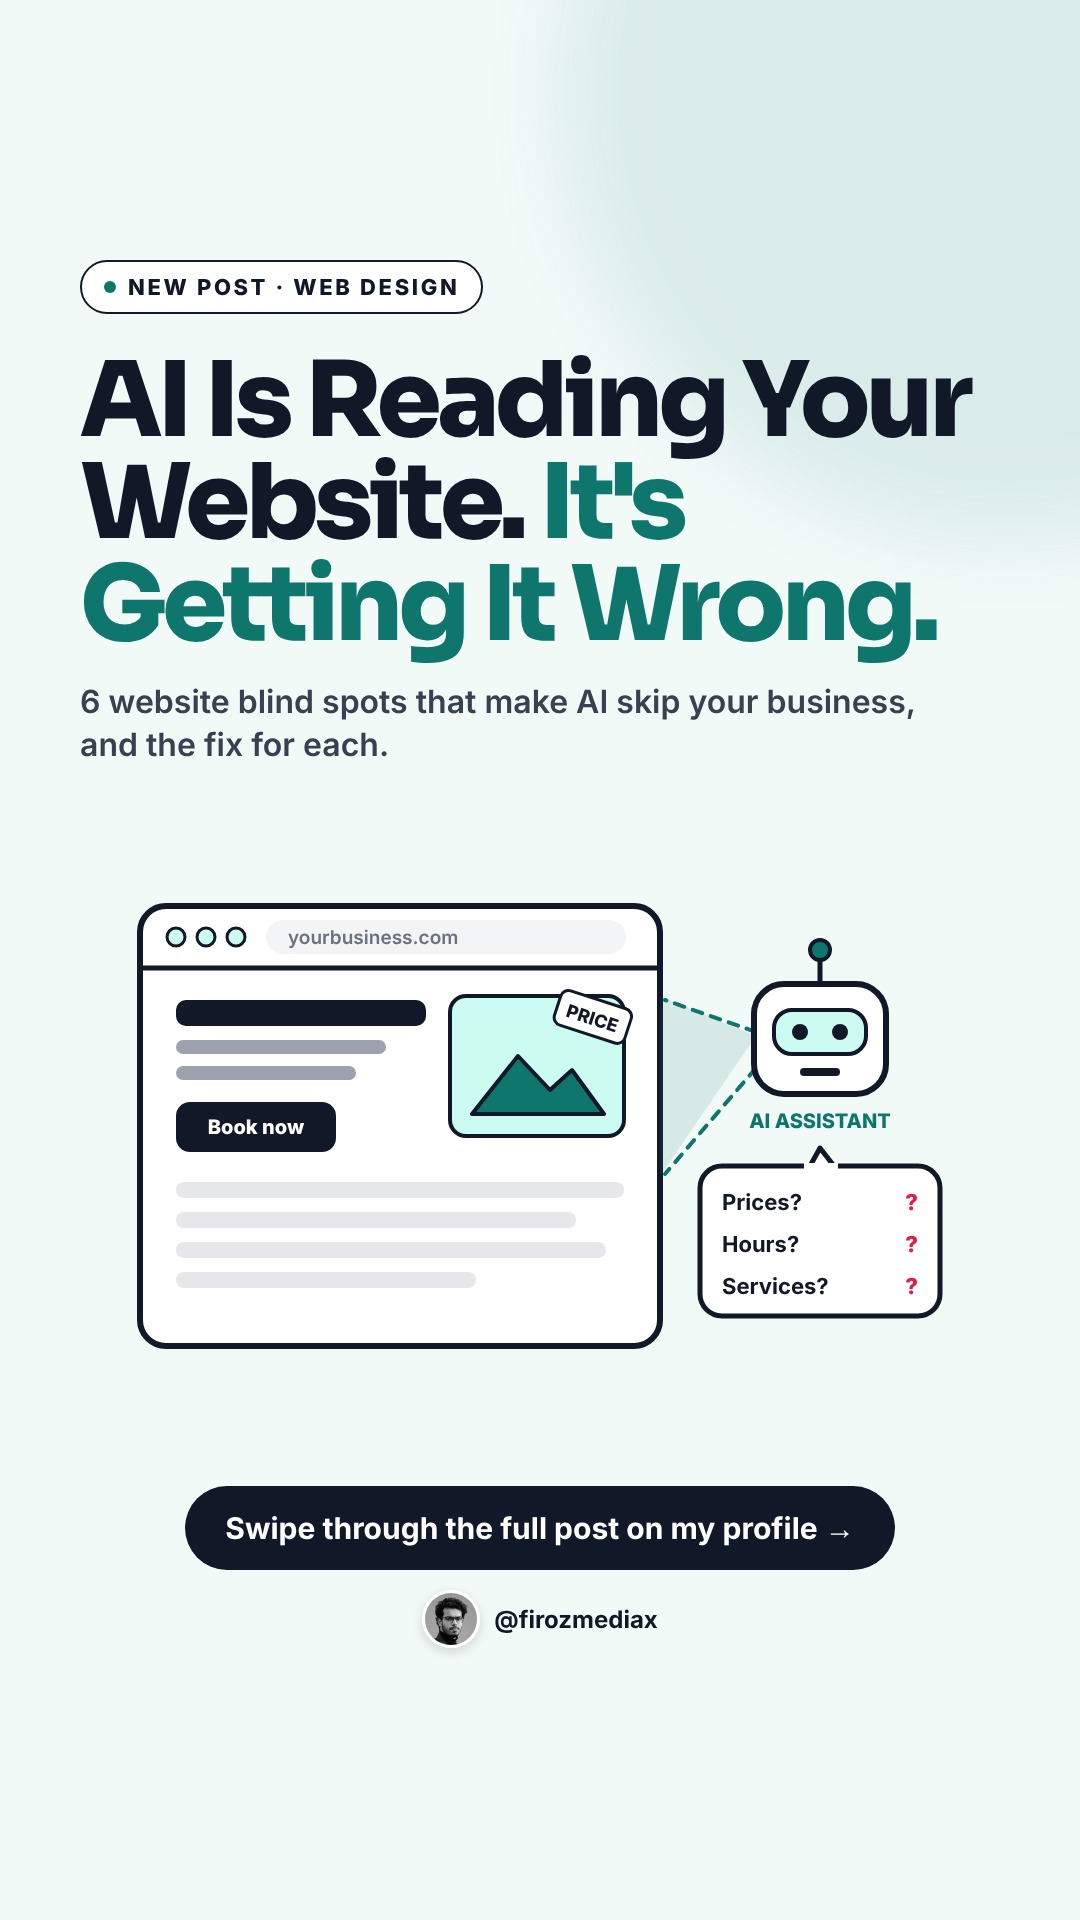 NEW POST · WEB DESIGN
AI Is Reading Your
Website. It's
Getting It Wrong.
6 website blind spots that make AI skip your business,
and the fix for each.
yourbusiness.com
PRICE
Book now
AI ASSISTANT
Prices? ?
Hours? ?
Services? ?
Swipe through the full post on my profile →
@firozmediax